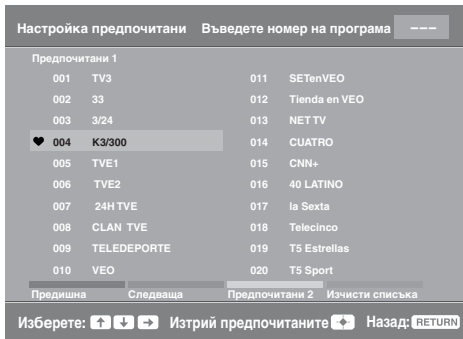 Настройка предпочитани Въведете номер на програма ---
Предпочитани 1
001 TV3 011 SETenVEO
002 33 012 Tienda en VEO
003 3/24 013 NET TV
004 K3/300 014 CUATRO
005 TVE1 015 CNN+
006 TVE2 016 40 LATINO
007 24H TVE 017 la Sexta
008 CLAN TVE 018 Telecinco
009 TELEDEPORTE 019 T5 Estrellas
010 VEO 020 T5 Sport
Предишна Следваща Предпочитани 2 Изчисти списъка
Изберете: Изтрий предпочитаните Назад: RETURN